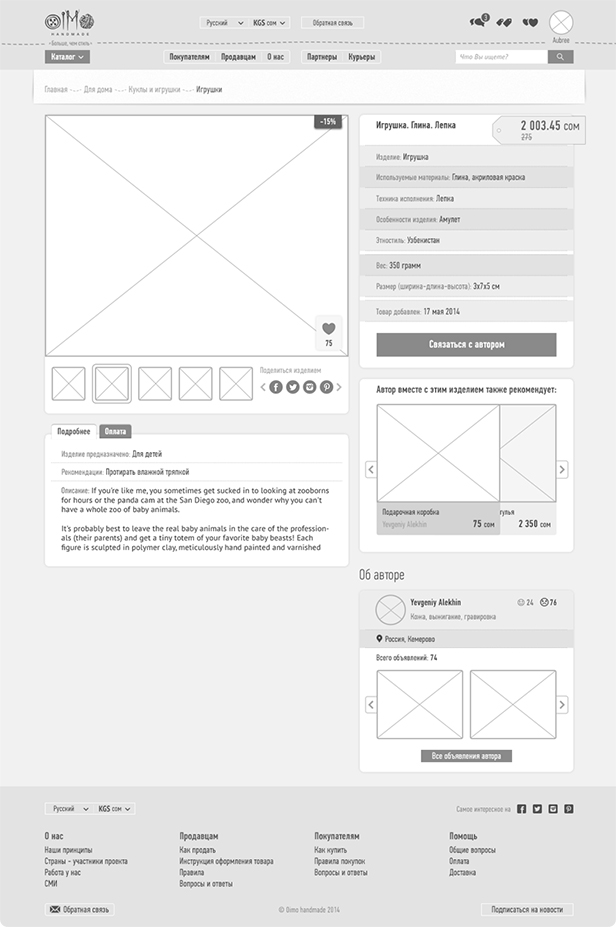 OIMO
HANDMADE
~Больше, чем стиль~
Русский
KGS сом
Обратная связь
3
Aubree
Каталог
Покупателям Продавцам О нас
Партнеры Курьеры
Что Вы ищете?
Главная Для дома Куклы и игрушки Игрушки
-15%
75
Поделиться изделием
Игрушка. Глина. Лепка
2 003.45 СОМ
275
Изделие: Игрушка
Используемые материалы: Глина, акриловая краска
Техника исполнения: Лепка
Особенности изделия: Амулет
Этностиль: Узбекистан
Вес: 350 грамм
Размер (ширина-длина-высота): 3х7х5 см
Товар добавлен: 17 мая 2014
Связаться с автором
Подробнее Оплата
Изделие предназначено: Для детей
Рекомендации: Протирать влажной тряпкой
Описание: If you're like me, you sometimes get sucked in to looking at zooborns
for hours or the panda cam at the San Diego zoo, and wonder why you can't
have a whole zoo of baby animals.
It's probably best to leave the real baby animals in the care of the profession-
als (their parents) and get a tiny totem of your favorite baby beasts! Each
figure is sculpted in polymer clay, meticulously hand painted and varnished
Автор вместе с этим изделием также рекомендует:
Подарочная коробка
Yevgeniy Alekhin 75 сом
гулья
2 350 сом
Об авторе
Yevgeniy Alekhin 24 76
Кожа, выжигание, гравировка
Россия, Кемерово
Всего объявлений: 74
Все объявления автора
Русский KGS сом
Самое интересное на
О нас
Наши принципы
Страны - участники проекта
Работа у нас
СМИ
Продавцам
Как продать
Инструкция оформления товара
Правила
Вопросы и ответы
Покупателям
Как купить
Правила покупок
Вопросы и ответы
Помощь
Общие вопросы
Оплата
Доставка
Обратная связь
© Oimo handmade 2014
Подписаться на новости